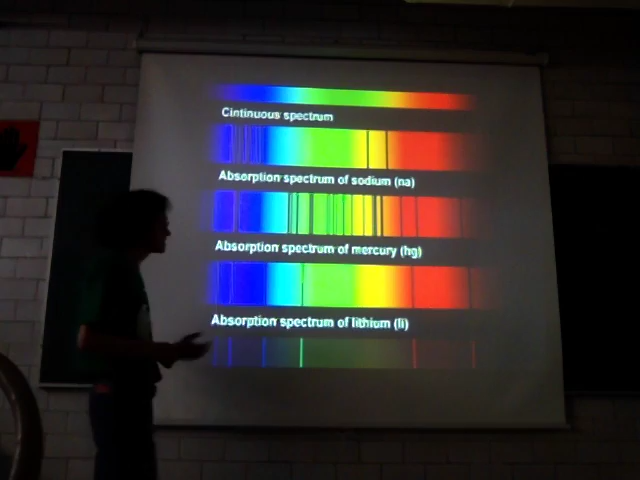 Cintinuous spectrum
Absorption spectrum of sodium (na)
Absorption spectrum of mercury (hg)
Absorption spectrum of lithium (li)